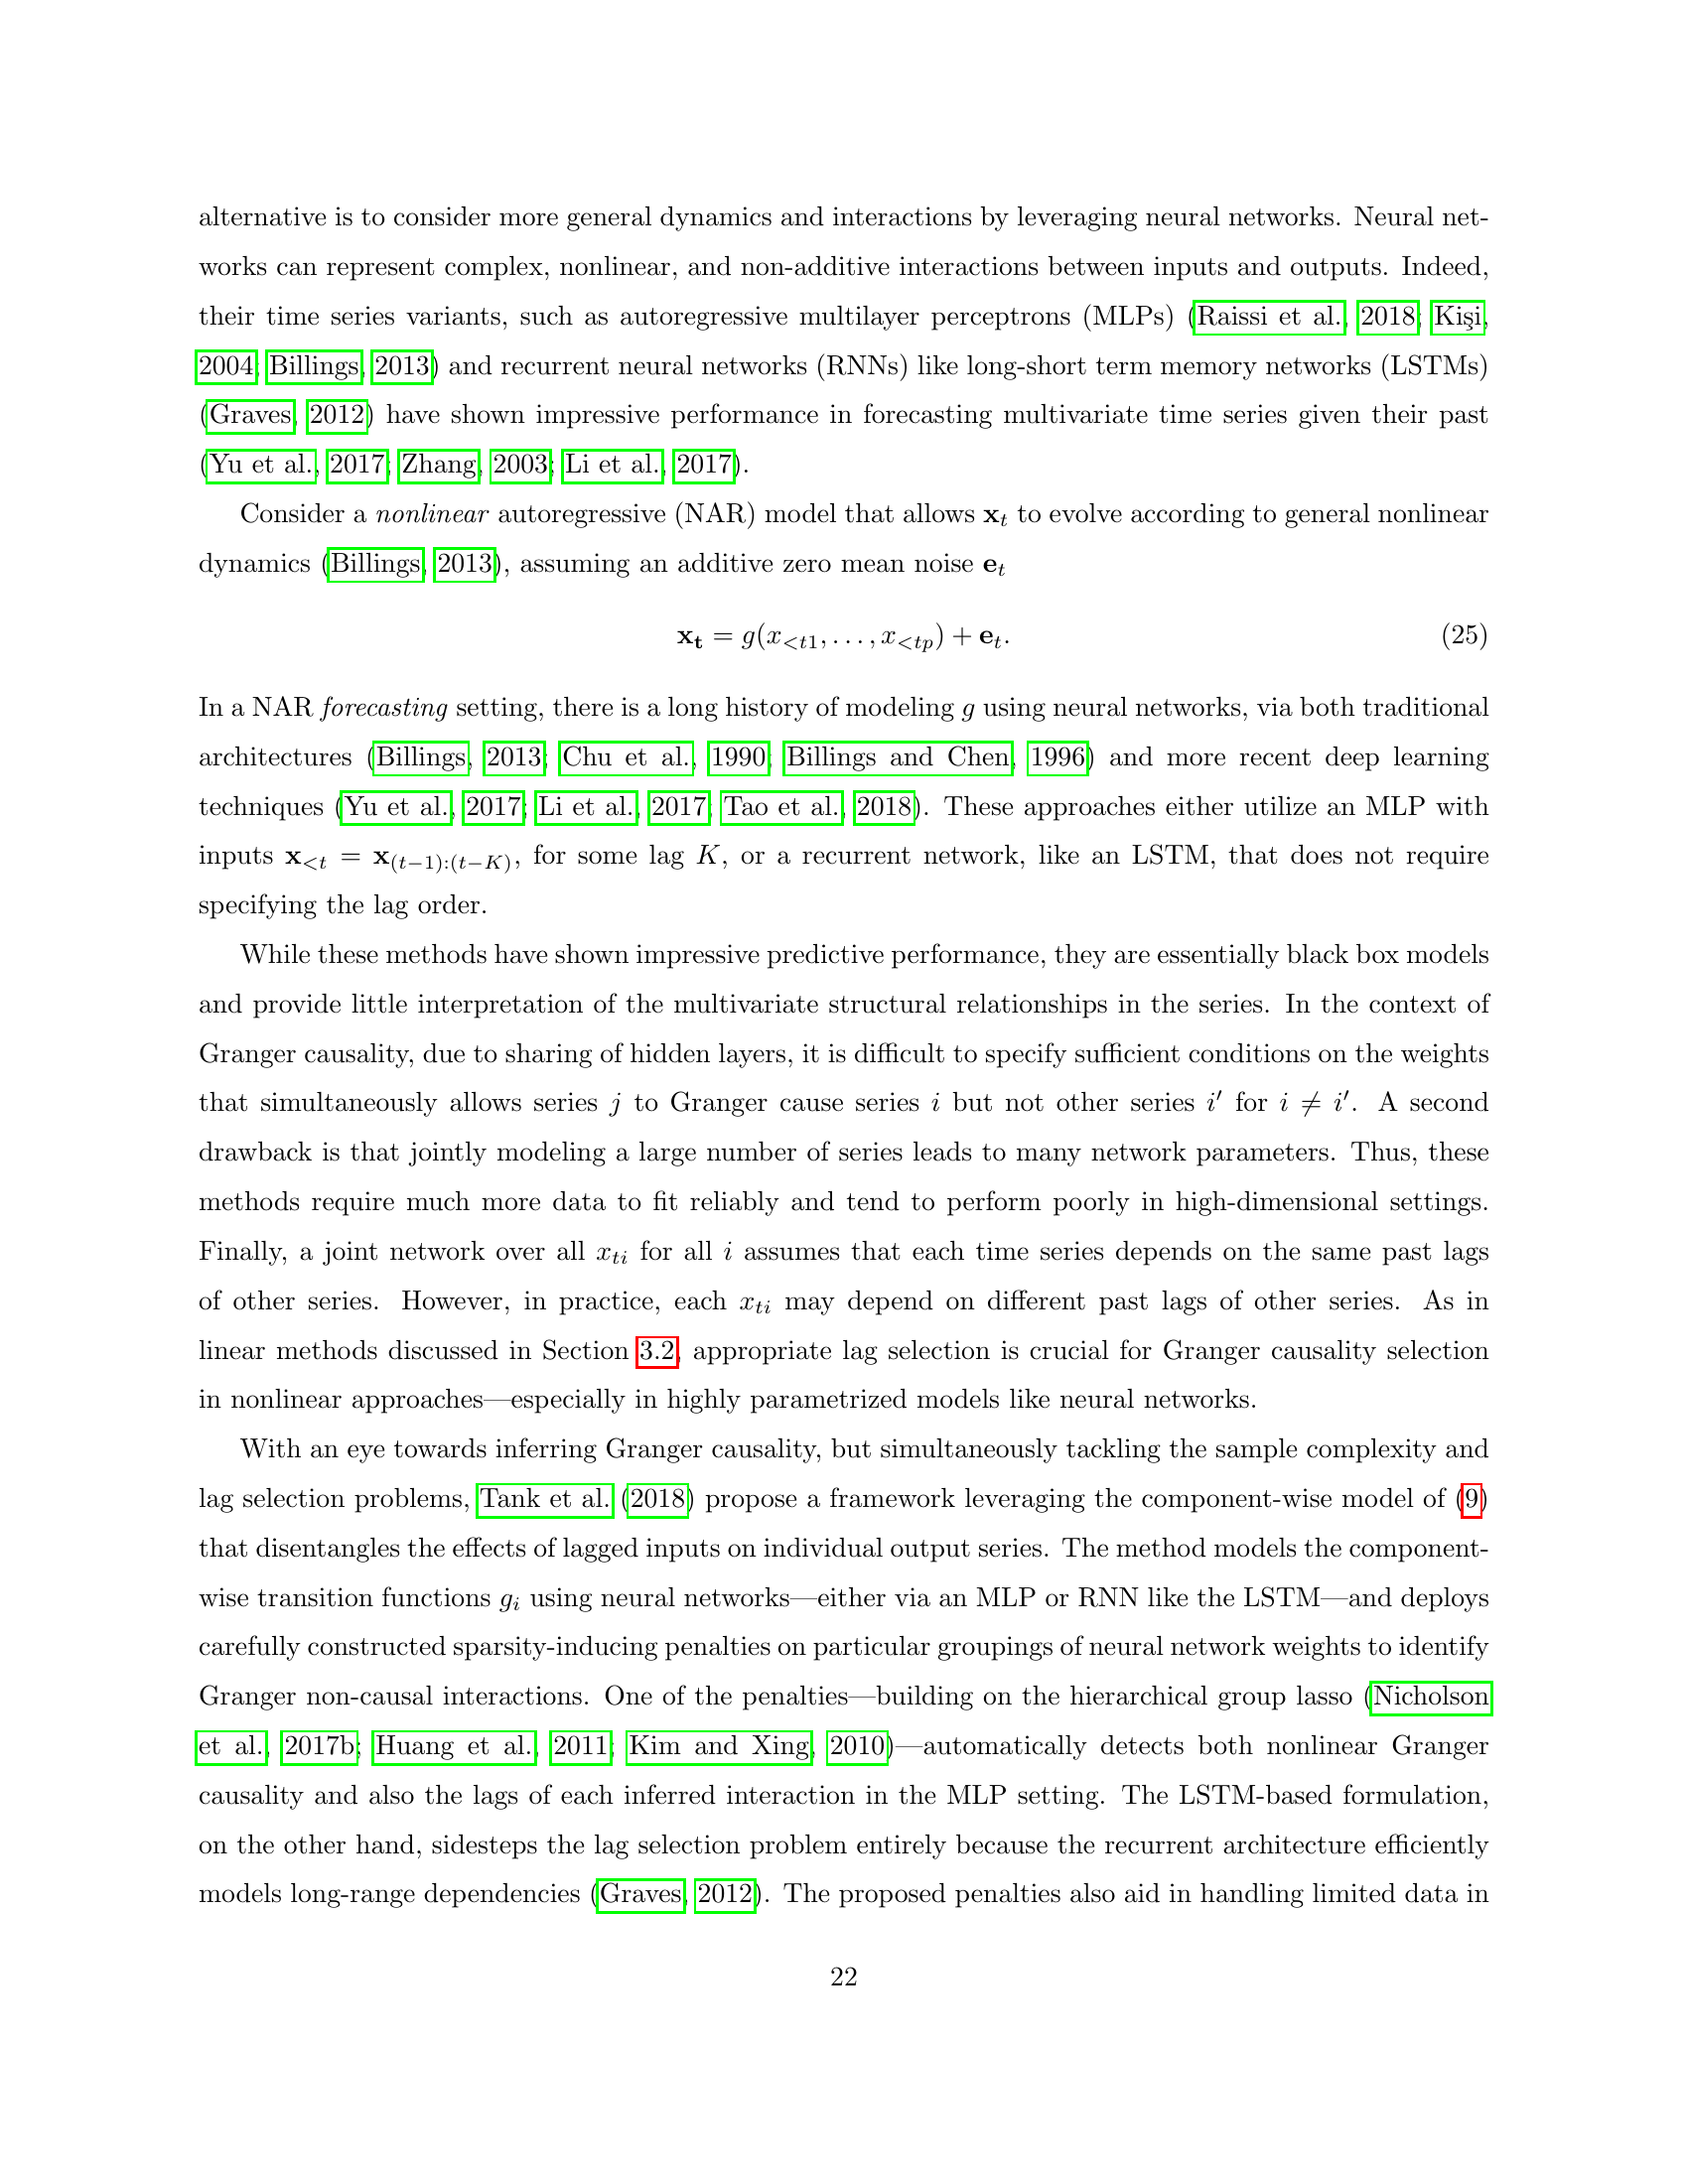 alternative is to consider more general dynamics and interactions by leveraging neural networks. Neural net-
works can represent complex, nonlinear, and non-additive interactions between inputs and outputs. Indeed,
their time series variants, such as autoregressive multilayer perceptrons (MLPs) (Raissi et al., 2018; Kişi,
2004; Billings, 2013) and recurrent neural networks (RNNs) like long-short term memory networks (LSTMs)
(Graves, 2012) have shown impressive performance in forecasting multivariate time series given their past
(Yu et al., 2017; Zhang, 2003; Li et al., 2017).
Consider a nonlinear autoregressive (NAR) model that allows x_t to evolve according to general nonlinear
dynamics (Billings, 2013), assuming an additive zero mean noise e_t
x_t = g(x_{<t1}, . . . , x_{<tp}) + e_t. (25)
In a NAR forecasting setting, there is a long history of modeling g using neural networks, via both traditional
architectures (Billings, 2013; Chu et al., 1990; Billings and Chen, 1996) and more recent deep learning
techniques (Yu et al., 2017; Li et al., 2017; Tao et al., 2018). These approaches either utilize an MLP with
inputs x_{<t} = x_{(t−1):(t−K)}, for some lag K, or a recurrent network, like an LSTM, that does not require
specifying the lag order.
While these methods have shown impressive predictive performance, they are essentially black box models
and provide little interpretation of the multivariate structural relationships in the series. In the context of
Granger causality, due to sharing of hidden layers, it is difficult to specify sufficient conditions on the weights
that simultaneously allows series j to Granger cause series i but not other series i′ for i ≠ i′. A second
drawback is that jointly modeling a large number of series leads to many network parameters. Thus, these
methods require much more data to fit reliably and tend to perform poorly in high-dimensional settings.
Finally, a joint network over all x_{ti} for all i assumes that each time series depends on the same past lags
of other series. However, in practice, each x_{ti} may depend on different past lags of other series. As in
linear methods discussed in Section 3.2, appropriate lag selection is crucial for Granger causality selection
in nonlinear approaches—especially in highly parametrized models like neural networks.
With an eye towards inferring Granger causality, but simultaneously tackling the sample complexity and
lag selection problems, Tank et al. (2018) propose a framework leveraging the component-wise model of (9)
that disentangles the effects of lagged inputs on individual output series. The method models the component-
wise transition functions g_i using neural networks—either via an MLP or RNN like the LSTM—and deploys
carefully constructed sparsity-inducing penalties on particular groupings of neural network weights to identify
Granger non-causal interactions. One of the penalties—building on the hierarchical group lasso (Nicholson
et al., 2017b; Huang et al., 2011; Kim and Xing, 2010)—automatically detects both nonlinear Granger
causality and also the lags of each inferred interaction in the MLP setting. The LSTM-based formulation,
on the other hand, sidesteps the lag selection problem entirely because the recurrent architecture efficiently
models long-range dependencies (Graves, 2012). The proposed penalties also aid in handling limited data in
22